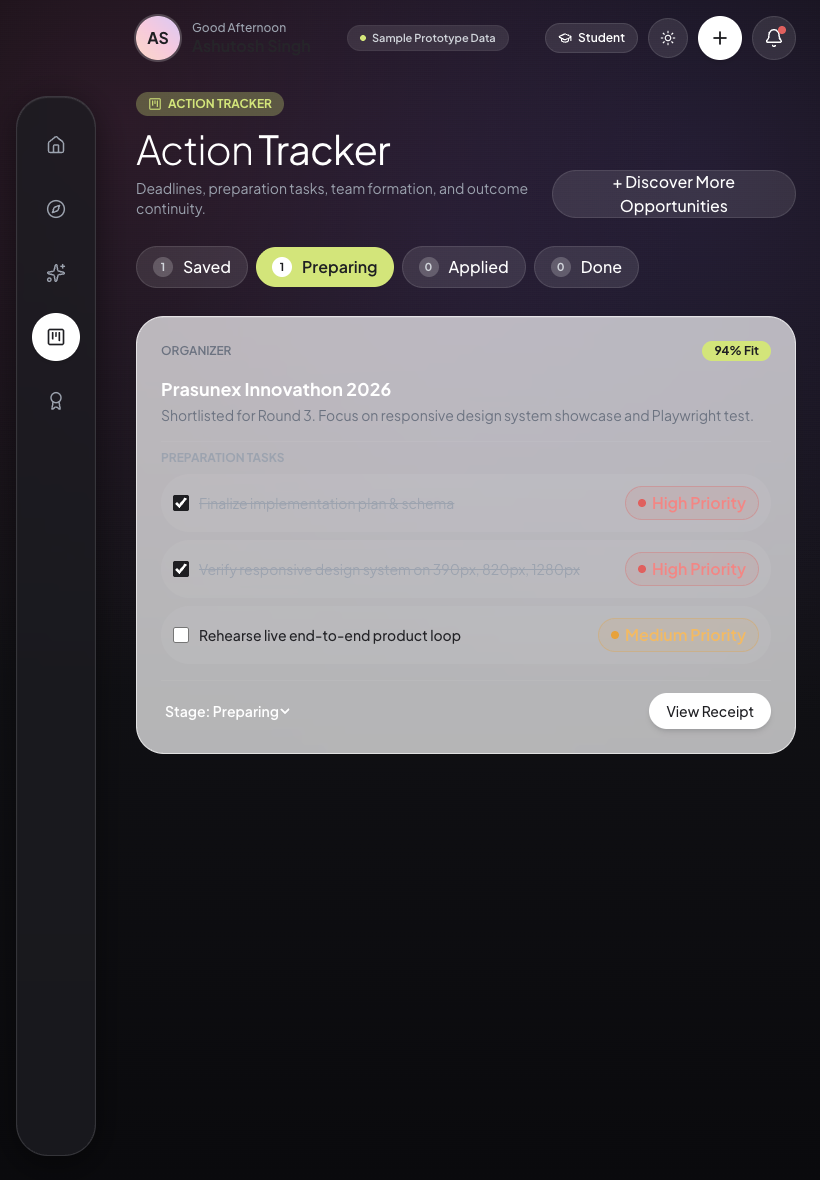 AS
Good Afternoon
Ashutosh Singh
Sample Prototype Data
Student
ACTION TRACKER
Action Tracker
Deadlines, preparation tasks, team formation, and outcome
continuity.
+ Discover More
Opportunities
1 Saved
1 Preparing
0 Applied
0 Done
ORGANIZER
94% Fit
Prasunex Innovathon 2026
Shortlisted for Round 3. Focus on responsive design system showcase and Playwright test.
PREPARATION TASKS
Finalize implementation plan & schema
High Priority
Verify responsive design system on 390px, 820px, 1280px
High Priority
Rehearse live end-to-end product loop
Medium Priority
Stage: Preparing
View Receipt